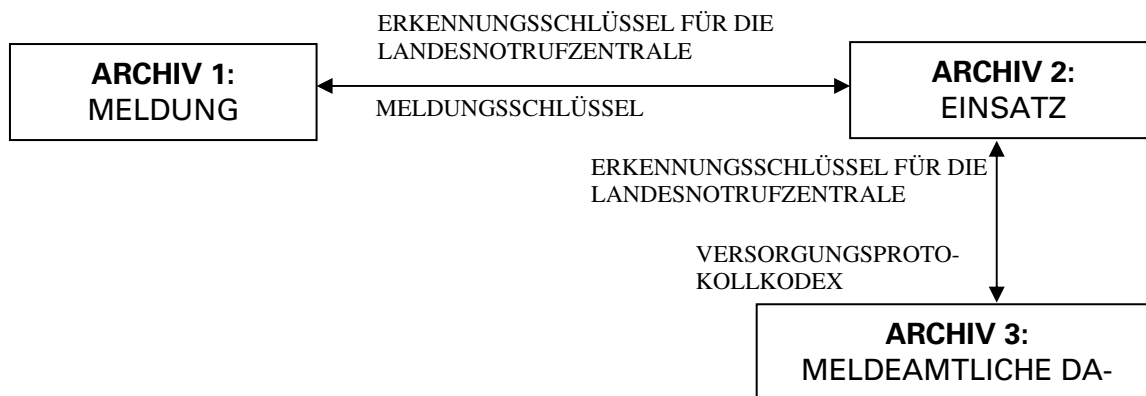 ERKENNUNGSSCHLÜSSEL FÜR DIE
LANDESNOTRUFZENTRALE
ARCHIV 1:
MELDUNG
MELDUNGSSCHLÜSSEL
ARCHIV 2:
EINSATZ
ERKENNUNGSSCHLÜSSEL FÜR DIE
LANDESNOTRUFZENTRALE
VERSORGUNGSPROTO-
KOLLKODEX
ARCHIV 3:
MELDEAMTLICHE DA-